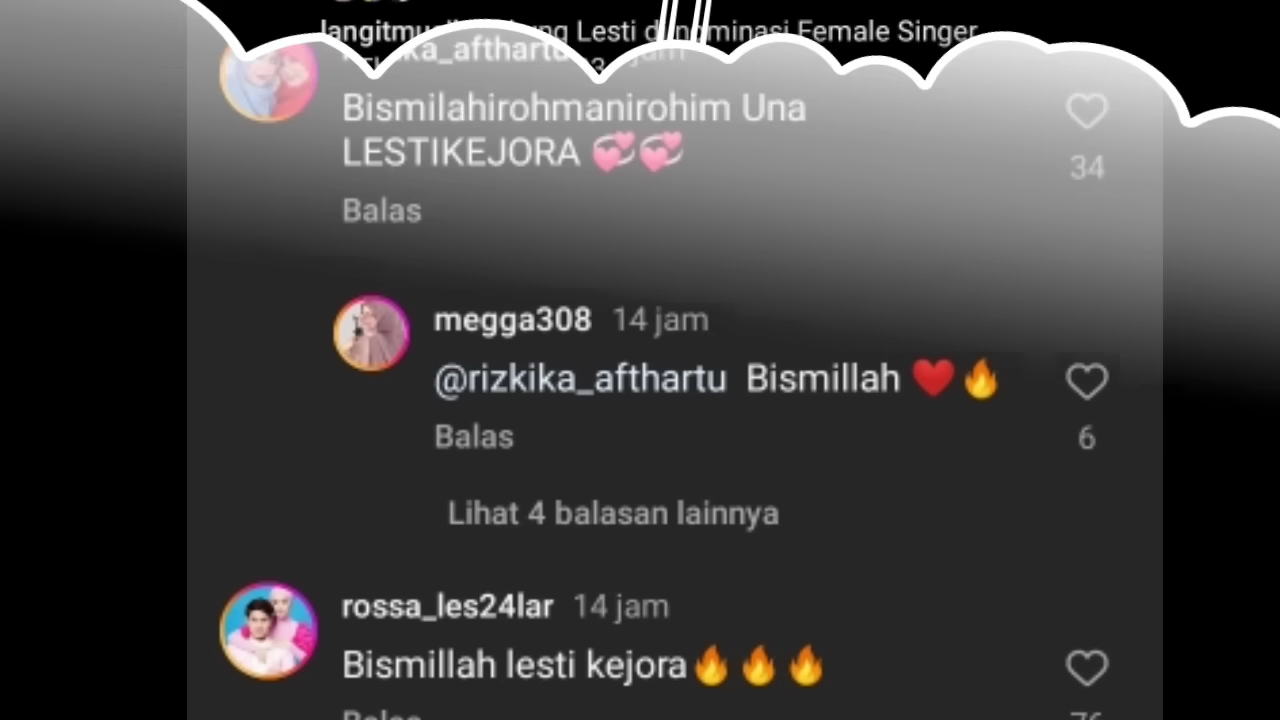 Lesti Female Singer
Bismilahirohmanirohim Una
LESTIKEJORA 💞💞
34
Balas
megga308 14 jam
@rizkika_afthartu Bismillah ❤️🔥
6
Balas
Lihat 4 balasan lainnya
rossa_les24lar 14 jam
Bismillah lesti kejora🔥🔥🔥
Balas